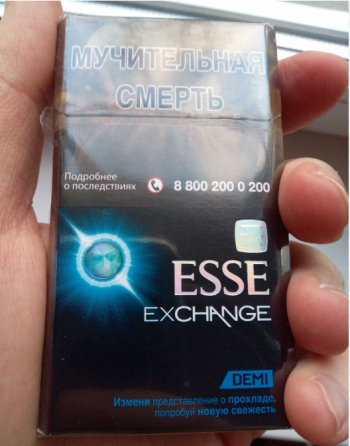 МУЧИТЕЛЬНАЯ
СМЕРТЬ
Подробнее
о последствиях
8 800 200 0 200
ESSE
EXCHANGE
DEMI
Измени представление о прохладе,
попробуй новую свежесть